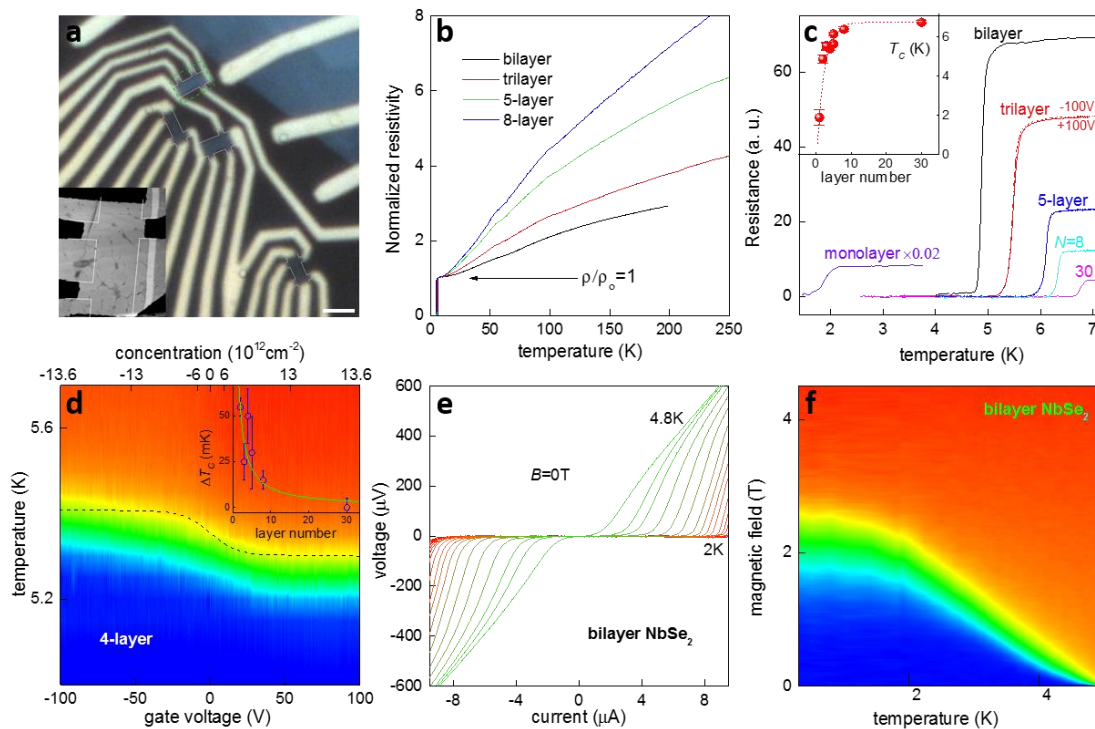 a
b
bilayer
trilayer
5-layer
8-layer
ρ/ρ₀=1
Normalized resistivity
8
6
4
2
0
0 50 100 150 200 250
temperature (K)
c
T_C (K)
6
4
2
0
0 10 20 30
layer number
bilayer
trilayer -100V
+100V
5-layer
N=8
30
monolayer ×0.02
Resistance (a. u.)
60
40
20
0
2 3 4 5 6 7
temperature (K)
concentration (10¹²cm⁻²)
-13.6 -13 -6 0 6 13 13.6
d
ΔT_C (mK)
50
25
0
0 10 20 30
layer number
temperature (K)
5.6
5.2
4-layer
-100 -50 0 50 100
gate voltage (V)
e
4.8K
B=0T
2K
bilayer NbSe₂
voltage (μV)
600
400
200
0
-200
-400
-600
-8 -4 0 4 8
current (μA)
f
bilayer NbSe₂
magnetic field (T)
4
2
0
2 4
temperature (K)